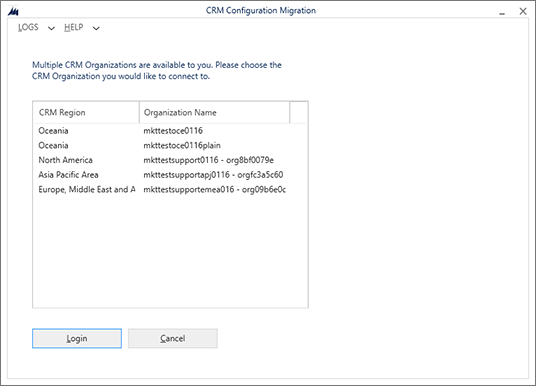 CRM Configuration Migration
LOGS HELP
Multiple CRM Organizations are available to you. Please choose the
CRM Organization you would like to connect to.
CRM Region Organization Name
Oceania mkttestoce0116
Oceania mkttestoce0116plain
North America mkttestsupport0116 - org8bf0079e
Asia Pacific Area mkttestsupportapj0116 - orgfc3a5c60
Europe, Middle East and A mkttestsupportemea016 - org09b6e0c
Login Cancel